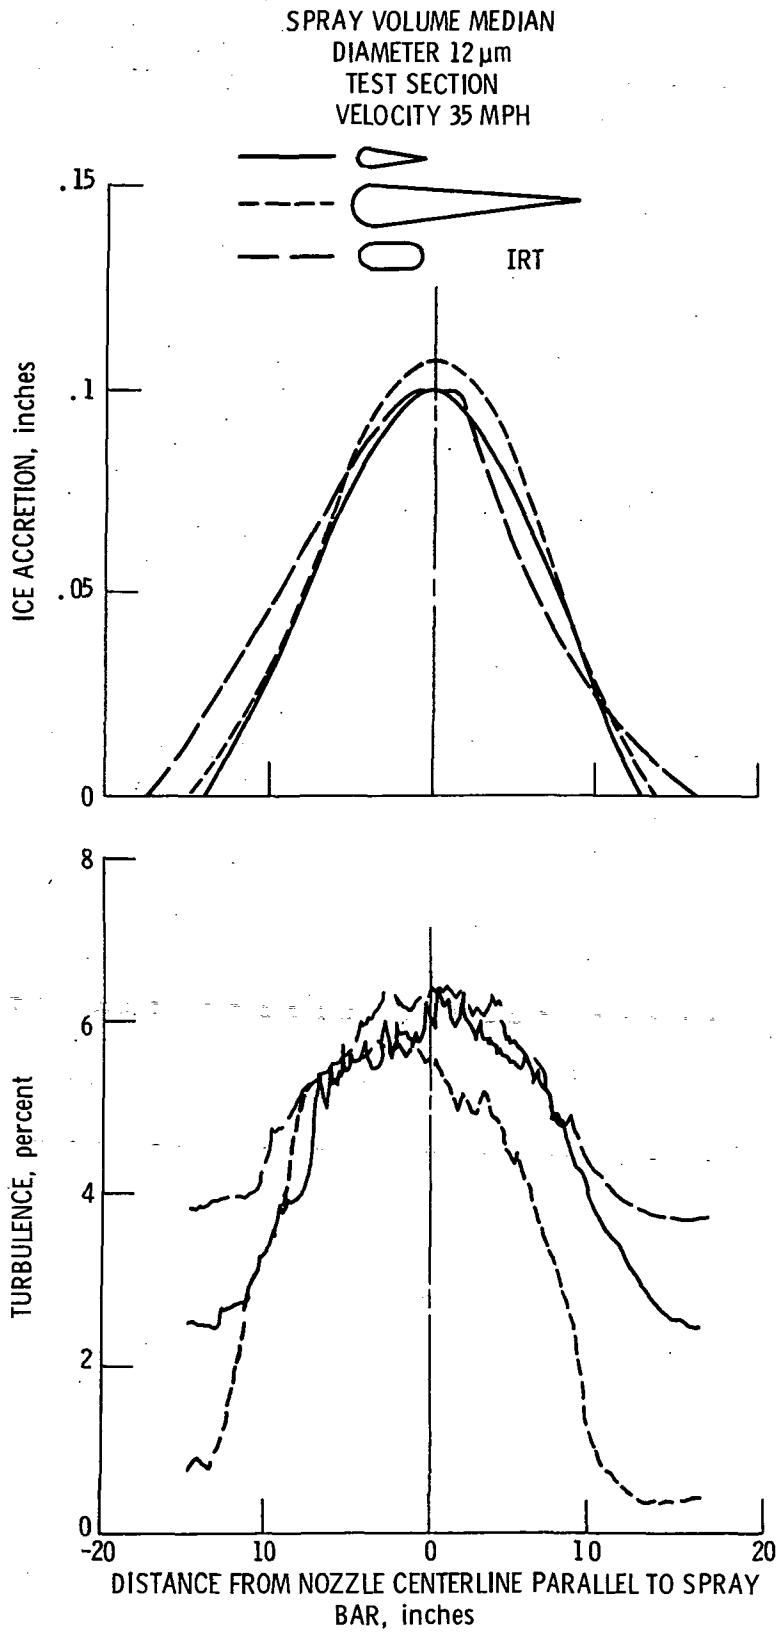 SPRAY VOLUME MEDIAN
DIAMETER 12 μm
TEST SECTION
VELOCITY 35 MPH
IRT
.15
.1
.05
0
ICE ACCRETION, inches
8
6
4
2
0
TURBULENCE, percent
-20 10 0 10 20
DISTANCE FROM NOZZLE CENTERLINE PARALLEL TO SPRAY
BAR, inches